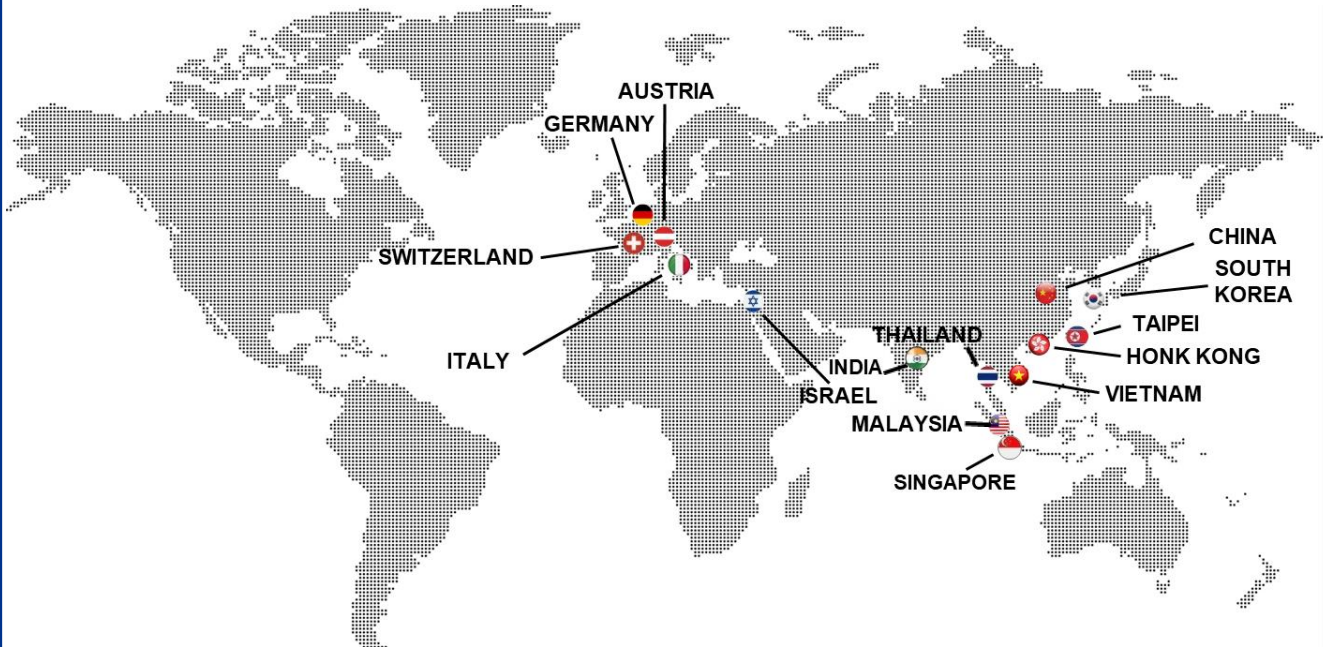 AUSTRIA
GERMANY
SWITZERLAND
ITALY
CHINA
SOUTH
KOREA
TAIPEI
HONK KONG
VIETNAM
THAILAND
INDIA
ISRAEL
MALAYSIA
SINGAPORE